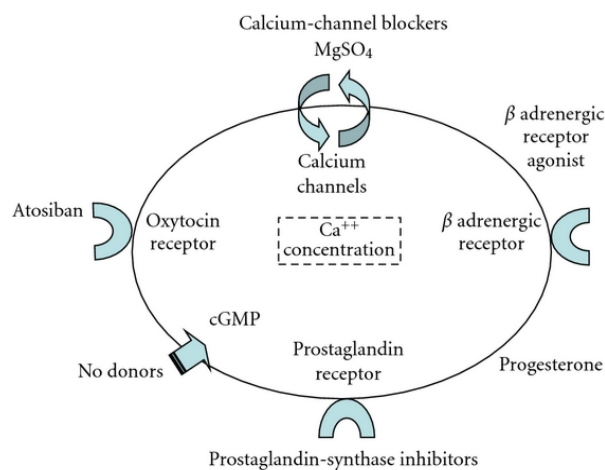 Calcium-channel blockers
MgSO4
Calcium
channels
β adrenergic
receptor
agonist
Atosiban
Oxytocin
receptor
Ca++
concentration
β adrenergic
receptor
cGMP
No donors
Prostaglandin
receptor
Progesterone
Prostaglandin-synthase inhibitors